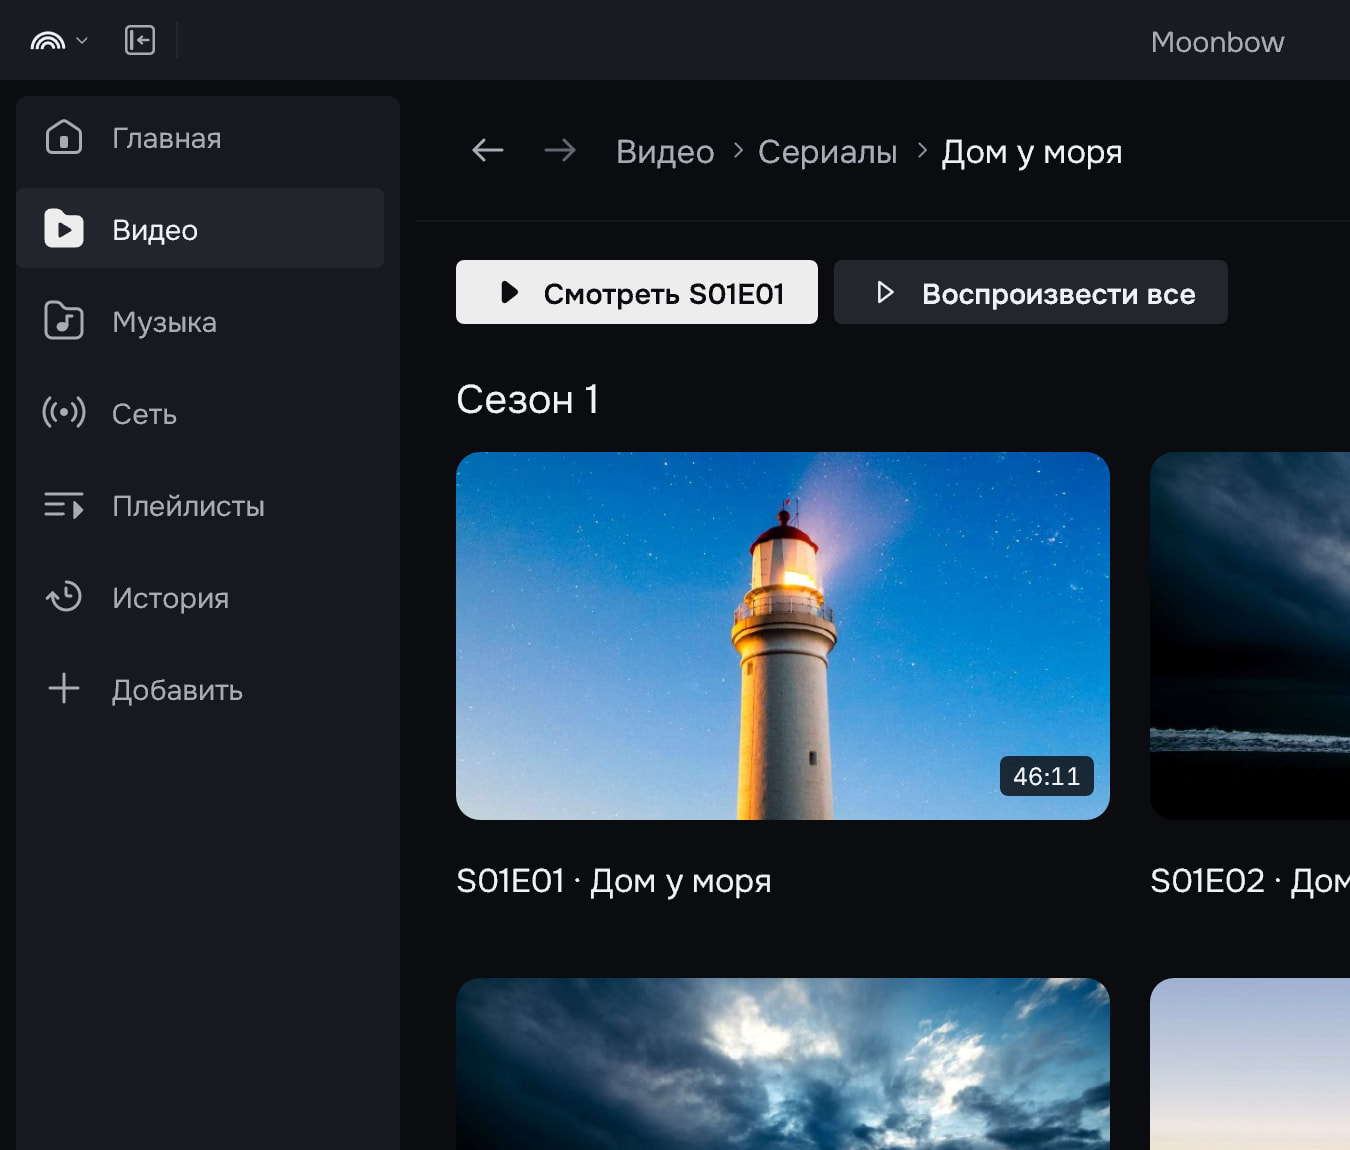 Moonbow
Главная
Видео
Музыка
Сеть
Плейлисты
История
Добавить
Видео > Сериалы > Дом у моря
Смотреть S01E01
Воспроизвести все
Сезон 1
46:11
S01E01 · Дом у моря
S01E02 · Дом